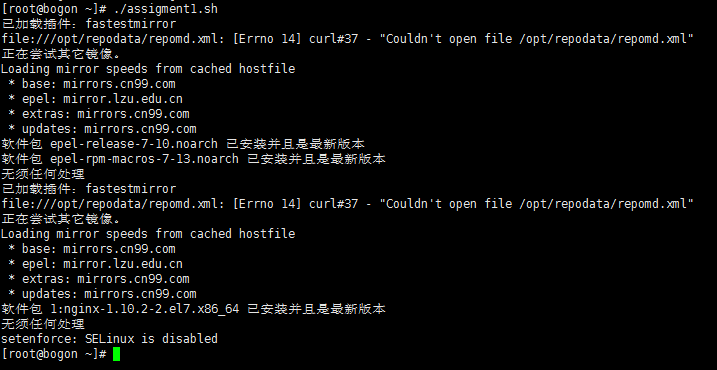 [root@bogon ~]# ./assigment1.sh
已加载插件：fastestmirror
file:///opt/repodata/repomd.xml: [Errno 14] curl#37 - "Couldn't open file /opt/repodata/repomd.xml"
正在尝试其它镜像。
Loading mirror speeds from cached hostfile
 * base: mirrors.cn99.com
 * epel: mirror.lzu.edu.cn
 * extras: mirrors.cn99.com
 * updates: mirrors.cn99.com
软件包 epel-release-7-10.noarch 已安装并且是最新版本
软件包 epel-rpm-macros-7-13.noarch 已安装并且是最新版本
无须任何处理
已加载插件：fastestmirror
file:///opt/repodata/repomd.xml: [Errno 14] curl#37 - "Couldn't open file /opt/repodata/repomd.xml"
正在尝试其它镜像。
Loading mirror speeds from cached hostfile
 * base: mirrors.cn99.com
 * epel: mirror.lzu.edu.cn
 * extras: mirrors.cn99.com
 * updates: mirrors.cn99.com
软件包 1:nginx-1.10.2-2.el7.x86_64 已安装并且是最新版本
无须任何处理
setenforce: SELinux is disabled
[root@bogon ~]#